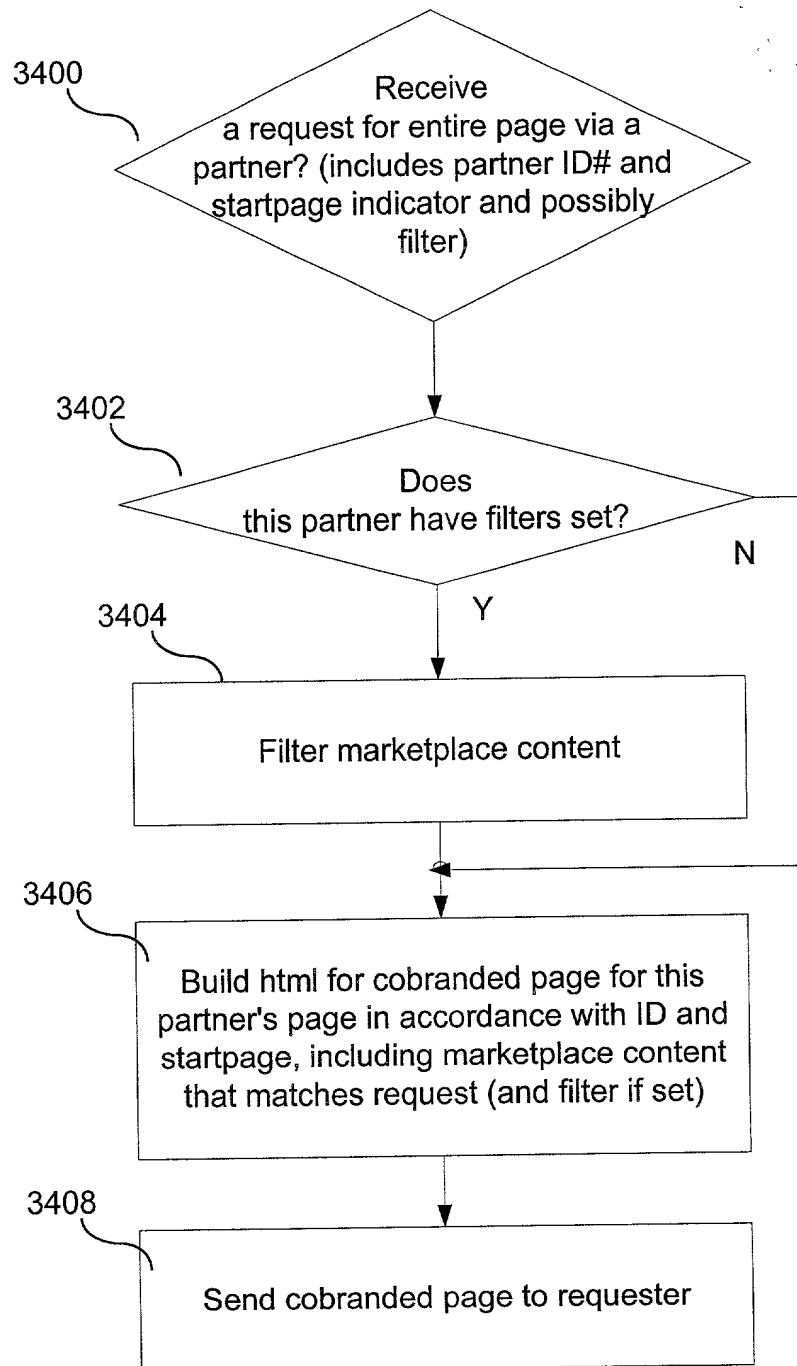 3400
Receive
a request for entire page via a
partner? (includes partner ID# and
startpage indicator and possibly
filter)
3402
Does
this partner have filters set?
N
Y
3404
Filter marketplace content
3406
Build html for cobranded page for this
partner's page in accordance with ID and
startpage, including marketplace content
that matches request (and filter if set)
3408
Send cobranded page to requester